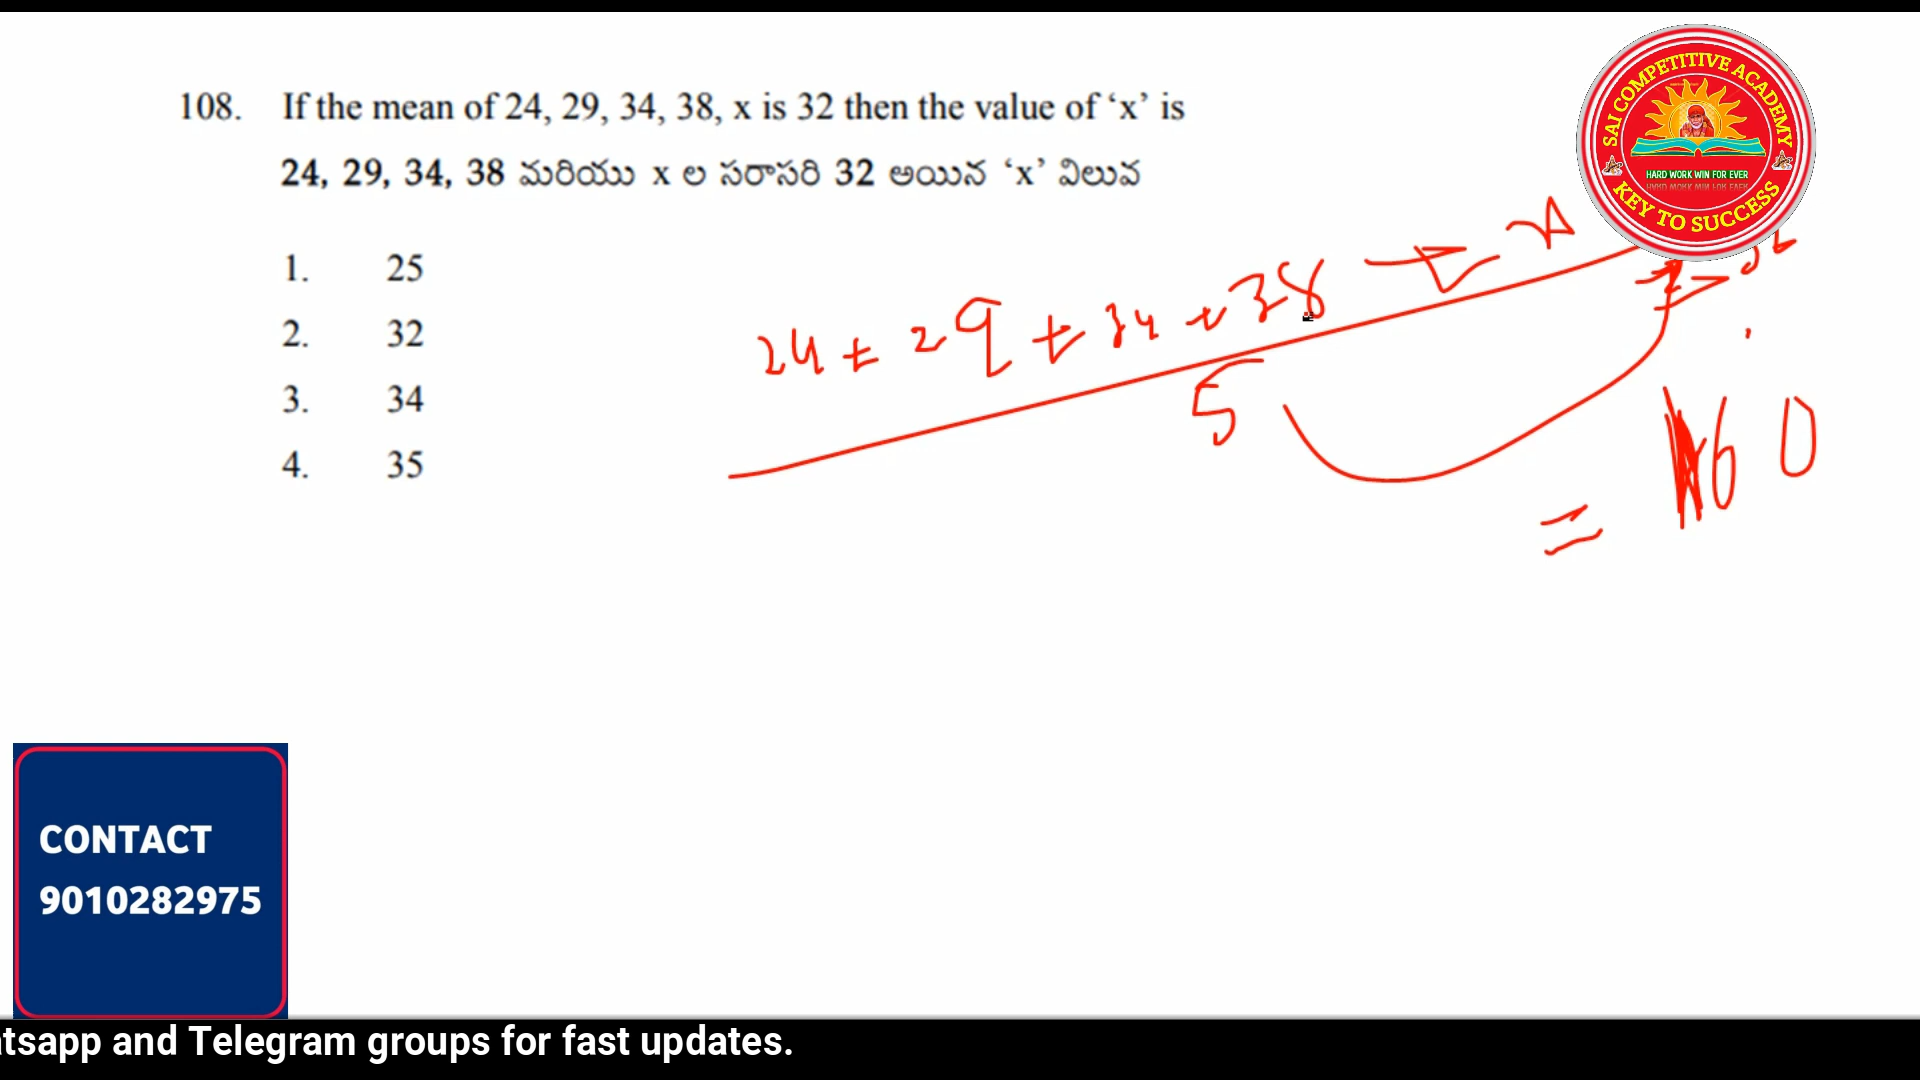 108. If the mean of 24, 29, 34, 38, x is 32 then the value of ‘x’ is
24, 29, 34, 38 మరియు x ల సరాసరి 32 అయిన ‘x’ విలువ
1. 25
2. 32
3. 34
4. 35
SAI COMPETITIVE ACADEMY
HARD WORK WIN FOR EVER
KEY TO SUCCESS
24 + 29 + 34 + 38 + x
5
= 160
CONTACT
9010282975
atsapp and Telegram groups for fast updates.